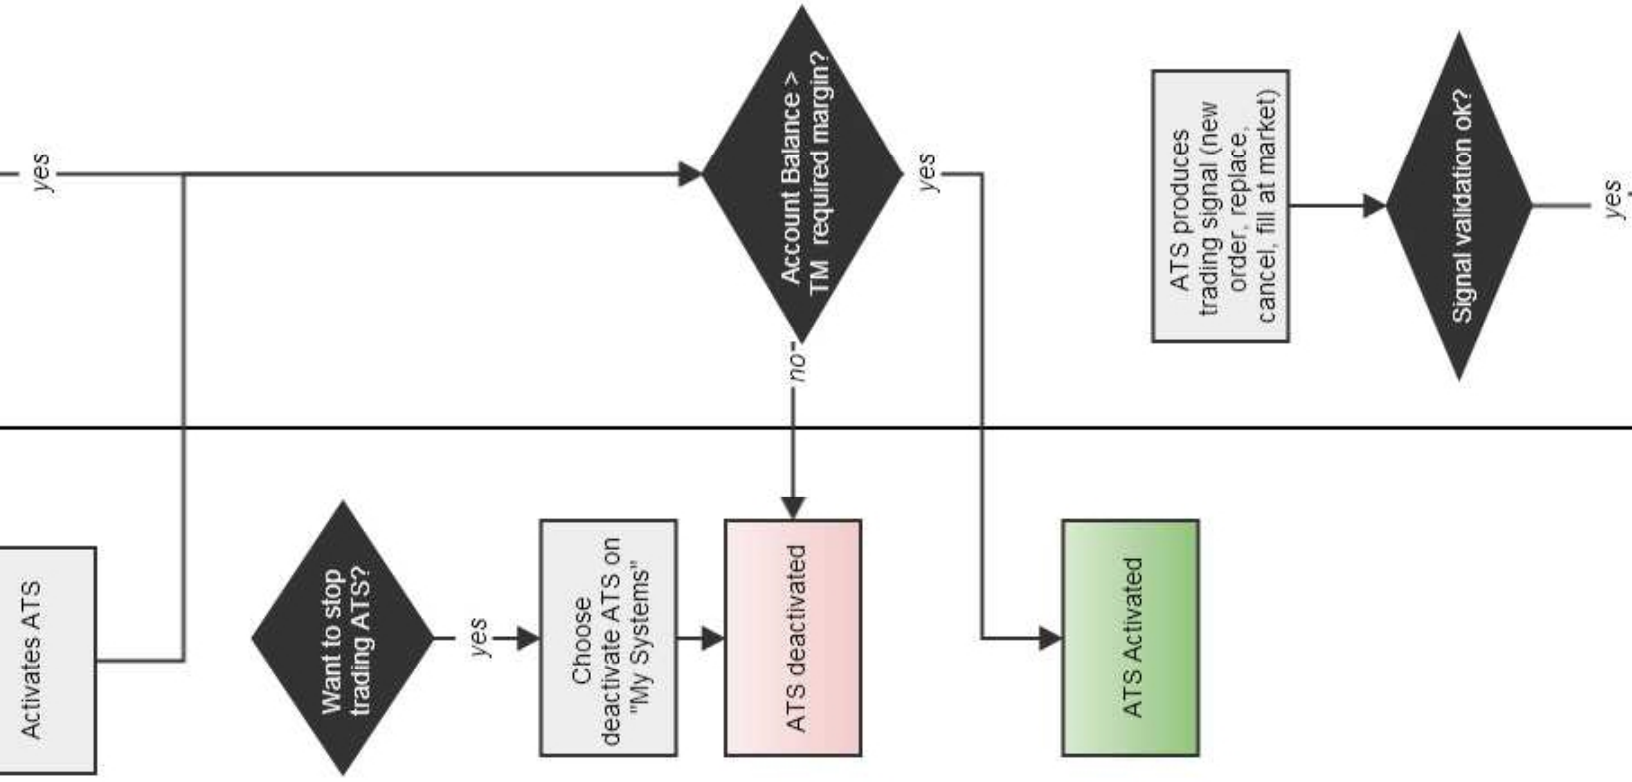 yes
Account Balance >
TM required margin?
yes
no
ATS produces
trading signal (new
order, replace,
cancel, fill at market)
Signal validation ok?
yes
Activates ATS
Want to stop
trading ATS?
yes
Choose
deactivate ATS on
"My Systems"
ATS deactivated
ATS Activated